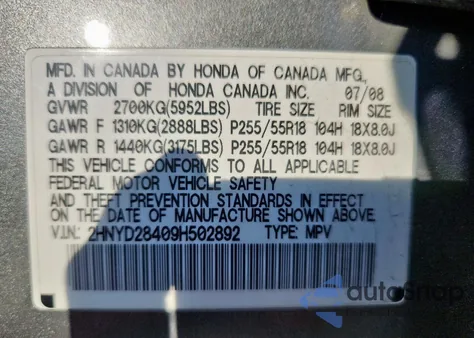 MFD. IN CANADA BY HONDA OF CANADA MFG.,
A DIVISION OF HONDA CANADA INC. 07/08
GVWR 2700KG(5952LBS) TIRE SIZE RIM SIZE
GAWR F 1310KG(2888LBS) P255/55R18 104H 18X8.0J
GAWR R 1440KG(3175LBS) P255/55R18 104H 18X8.0J
THIS VEHICLE CONFORMS TO ALL APPLICABLE
FEDERAL MOTOR VEHICLE SAFETY
AND THEFT PREVENTION STANDARDS IN EFFECT
ON THE DATE OF MANUFACTURE SHOWN ABOVE.
V.I.N: 2HNYD28409H502892 TYPE: MPV
autoSnap